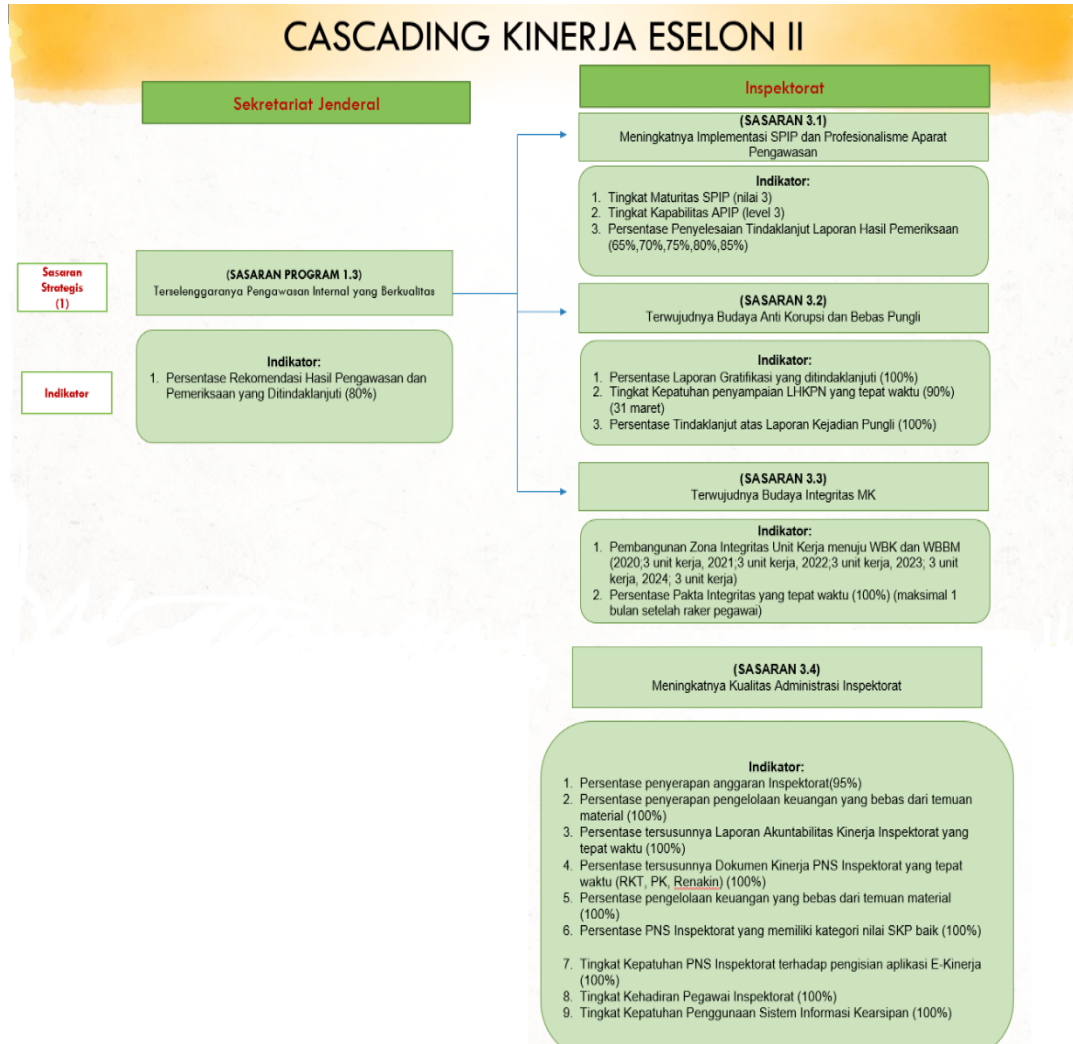 CASCADING KINERJA ESELON II
Sekretariat Jenderal
Inspektorat
Sasaran
Strategis
(1)
(SASARAN PROGRAM 1.3)
Terselenggaranya Pengawasan Internal yang Berkualitas
Indikator
Indikator:
1. Persentase Rekomendasi Hasil Pengawasan dan
Pemeriksaan yang Ditindaklanjuti (80%)
(SASARAN 3.1)
Meningkatnya Implementasi SPIP dan Profesionalisme Aparat
Pengawasan
Indikator:
1. Tingkat Maturitas SPIP (nilai 3)
2. Tingkat Kapabilitas APIP (level 3)
3. Persentase Penyelesaian Tindaklanjut Laporan Hasil Pemeriksaan
(65%,70%,75%,80%,85%)
(SASARAN 3.2)
Terwujudnya Budaya Anti Korupsi dan Bebas Pungli
Indikator:
1. Persentase Laporan Gratifikasi yang ditindaklanjuti (100%)
2. Tingkat Kepatuhan penyampaian LHKPN yang tepat waktu (90%)
(31 maret)
3. Persentase Tindaklanjut atas Laporan Kejadian Pungli (100%)
(SASARAN 3.3)
Terwujudnya Budaya Integritas MK
Indikator:
1. Pembangunan Zona Integritas Unit Kerja menuju WBK dan WBBM
(2020;3 unit kerja, 2021;3 unit kerja, 2022;3 unit kerja, 2023; 3 unit
kerja, 2024; 3 unit kerja)
2. Persentase Pakta Integritas yang tepat waktu (100%) (maksimal 1
bulan setelah raker pegawai)
(SASARAN 3.4)
Meningkatnya Kualitas Administrasi Inspektorat
Indikator:
1. Persentase penyerapan anggaran Inspektorat(95%)
2. Persentase penyerapan pengelolaan keuangan yang bebas dari temuan
material (100%)
3. Persentase tersusunnya Laporan Akuntabilitas Kinerja Inspektorat yang
tepat waktu (100%)
4. Persentase tersusunnya Dokumen Kinerja PNS Inspektorat yang tepat
waktu (RKT, PK, Renakin) (100%)
5. Persentase pengelolaan keuangan yang bebas dari temuan material
(100%)
6. Persentase PNS Inspektorat yang memiliki kategori nilai SKP baik (100%)
7. Tingkat Kepatuhan PNS Inspektorat terhadap pengisian aplikasi E-Kinerja
(100%)
8. Tingkat Kehadiran Pegawai Inspektorat (100%)
9. Tingkat Kepatuhan Penggunaan Sistem Informasi Kearsipan (100%)